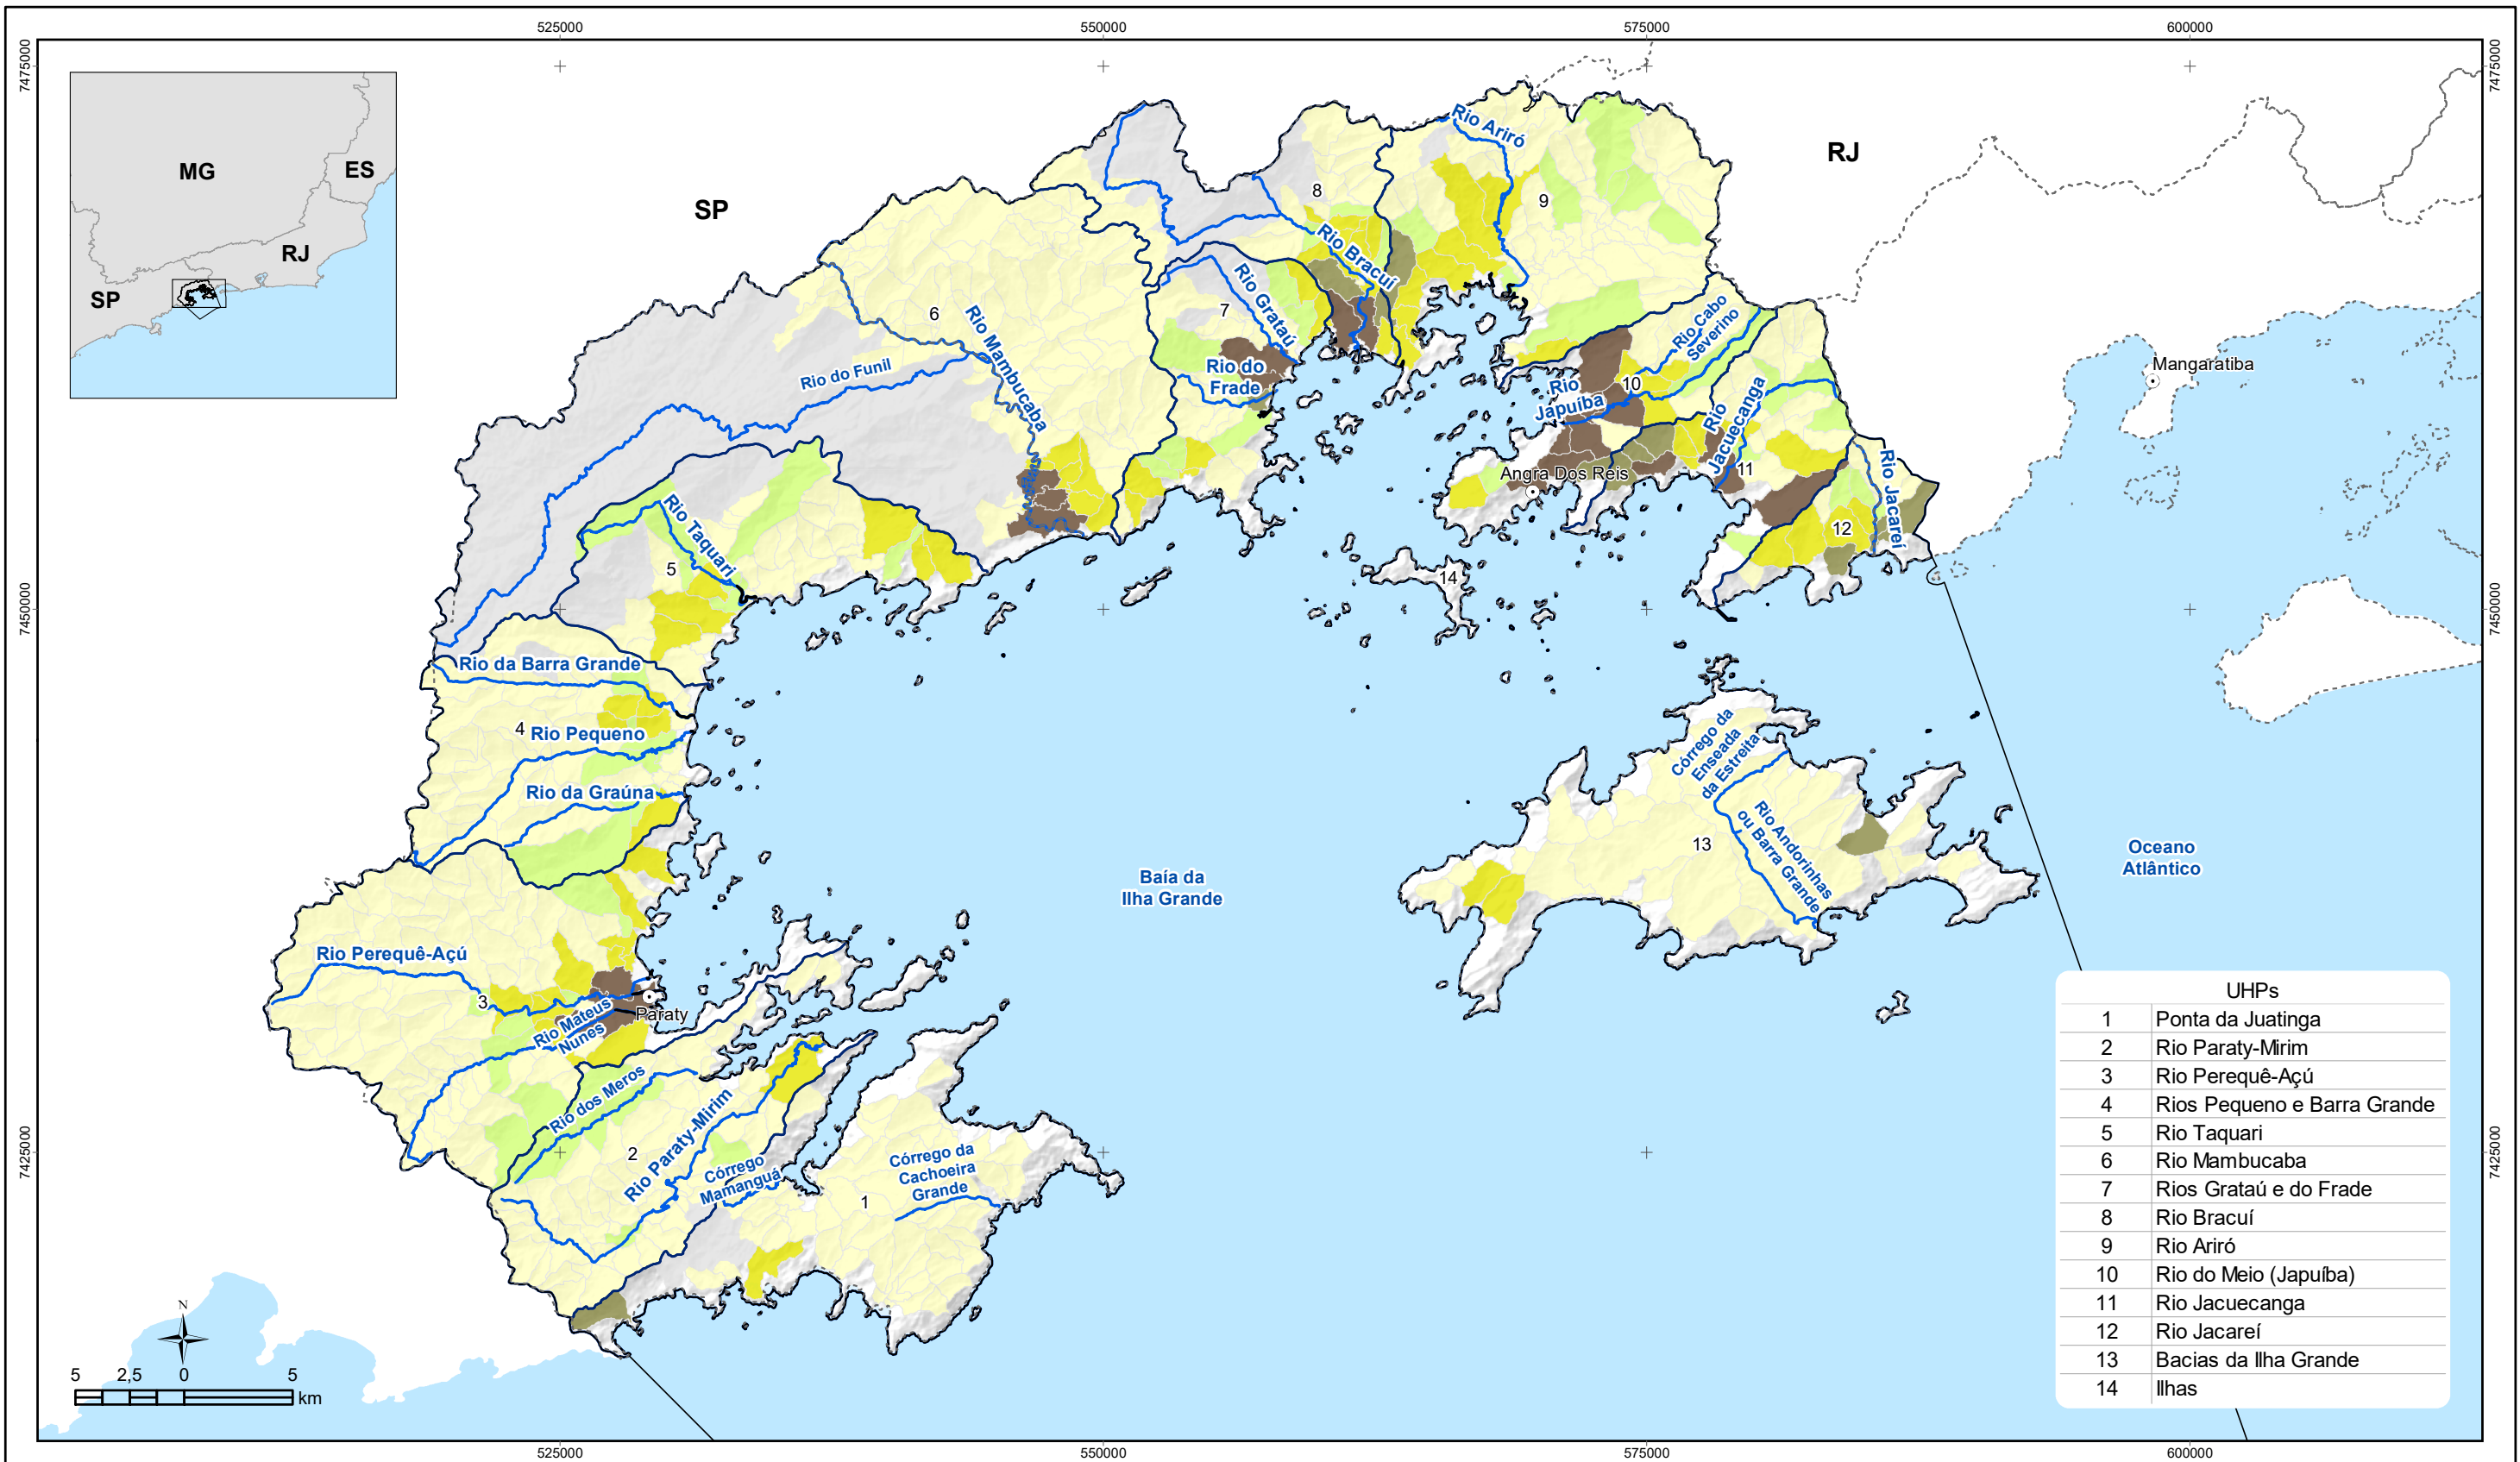 525000
550000
575000
600000
7475000
7475000
MG
ES
RJ
SP
SP
RJ
Rio Ariró
8
9
Rio Bracuí
6
7
Rio Grataú
Rio Mambucaba
Rio do Funil
Rio do
Frade
Rio Cabo
Severino
Rio
Japuíba
10
Rio
Jacuecanga
Mangaratiba
Angra Dos Reis
11
Rio Jacareí
12
Rio Taquari
5
14
7450000
7450000
Rio da Barra Grande
4
Rio Pequeno
Rio da Graúna
Córrego da
Enseada
da Estreita
Rio Andorinhas
ou Barra Grande
13
Baía da
Ilha Grande
Oceano
Atlântico
Rio Perequê-Açú
3
Rio Mateus
Nunes
Paraty
Rio dos Meros
2
Rio Paraty-Mirim
Córrego
Mamanguá
Córrego da
Cachoeira
Grande
1
7425000
7425000
UHPs
1 Ponta da Juatinga
2 Rio Paraty-Mirim
3 Rio Perequê-Açú
4 Rios Pequeno e Barra Grande
5 Rio Taquari
6 Rio Mambucaba
7 Rios Grataú e do Frade
8 Rio Bracuí
9 Rio Ariró
10 Rio do Meio (Japuíba)
11 Rio Jacuecanga
12 Rio Jacareí
13 Bacias da Ilha Grande
14 Ilhas
N
5 2,5 0 5
km
525000
550000
575000
600000